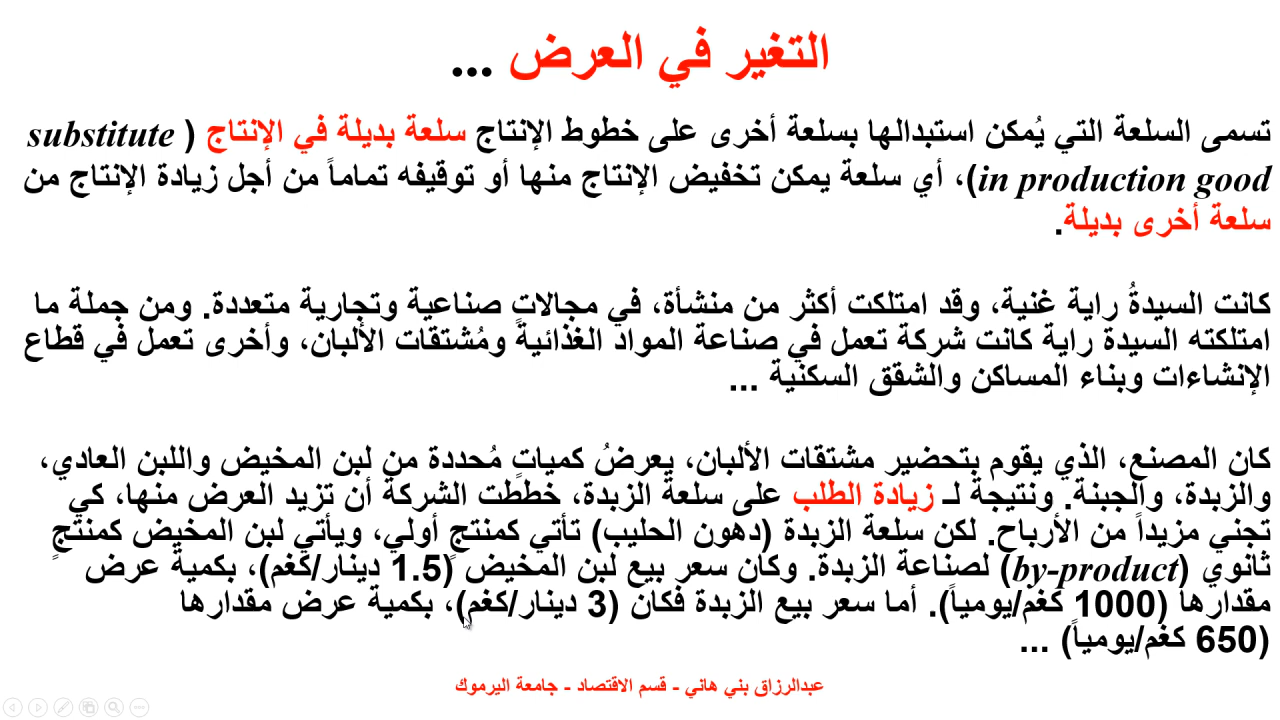 التغير في العرض ...
تسمى السلعة التي يُمكن استبدالها بسلعة أخرى على خطوط الإنتاج سلعة بديلة في الإنتاج (substitute
in production good)، أي سلعة يمكن تخفيض الإنتاج منها أو توقيفه تماماً من أجل زيادة الإنتاج من
سلعة أخرى بديلة.
كانت السيدةُ راية غنية، وقد امتلكت أكثر من منشأة، في مجالاتٍ صناعية وتجارية متعددة. ومن جملة ما
امتلكته السيدة راية كانت شركة تعمل في صناعة المواد الغذائية ومُشتقات الألبان، وأخرى تعمل في قطاع
الإنشاءات وبناء المساكن والشقق السكنية ...
كان المصنع، الذي يقوم بتحضير مشتقات الألبان، يعرضُ كمياتٍ مُحددة من لبن المخيض واللبن العادي،
والزبدة، والجبنة. ونتيجة لـ زيادة الطلب على سلعة الزبدة، خططت الشركة أن تزيد العرض منها، كي
تجني مزيداً من الأرباح. لكن سلعة الزبدة (دهون الحليب) تأتي كمنتجٍ أولي، ويأتي لبن المخيض كمنتجٍ
ثانوي (by-product) لصناعة الزبدة. وكان سعر بيع لبن المخيض (1.5 دينار/كغم)، بكمية عرض
مقدارها (1000 كغم/يومياً). أما سعر بيع الزبدة فكان (3 دينار/كغم)، بكمية عرض مقدارها
(650 كغم/يومياً) ...
عبدالرزاق بني هاني - قسم الاقتصاد - جامعة اليرموك